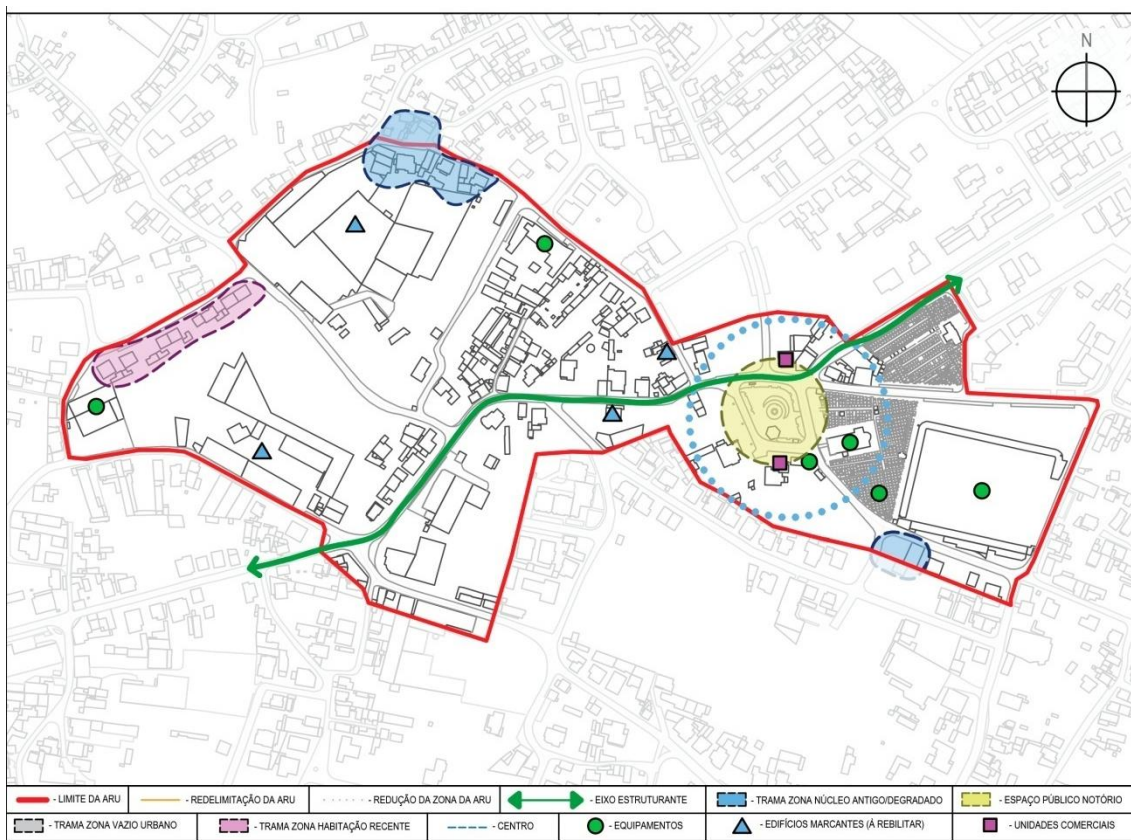 N
- LIMITE DA ARU - REDELIMITAÇÃO DA ARU - REDUÇÃO DA ZONA DA ARU - EIXO ESTRUTURANTE - TRAMA ZONA NÚCLEO ANTIGO/DEGRADADO - ESPAÇO PÚBLICO NOTÓRIO
- TRAMA ZONA VAZIO URBANO - TRAMA ZONA HABITAÇÃO RECENTE - CENTRO - EQUIPAMENTOS - EDIFÍCIOS MARCANTES (Á REBILITAR) - UNIDADES COMERCIAIS